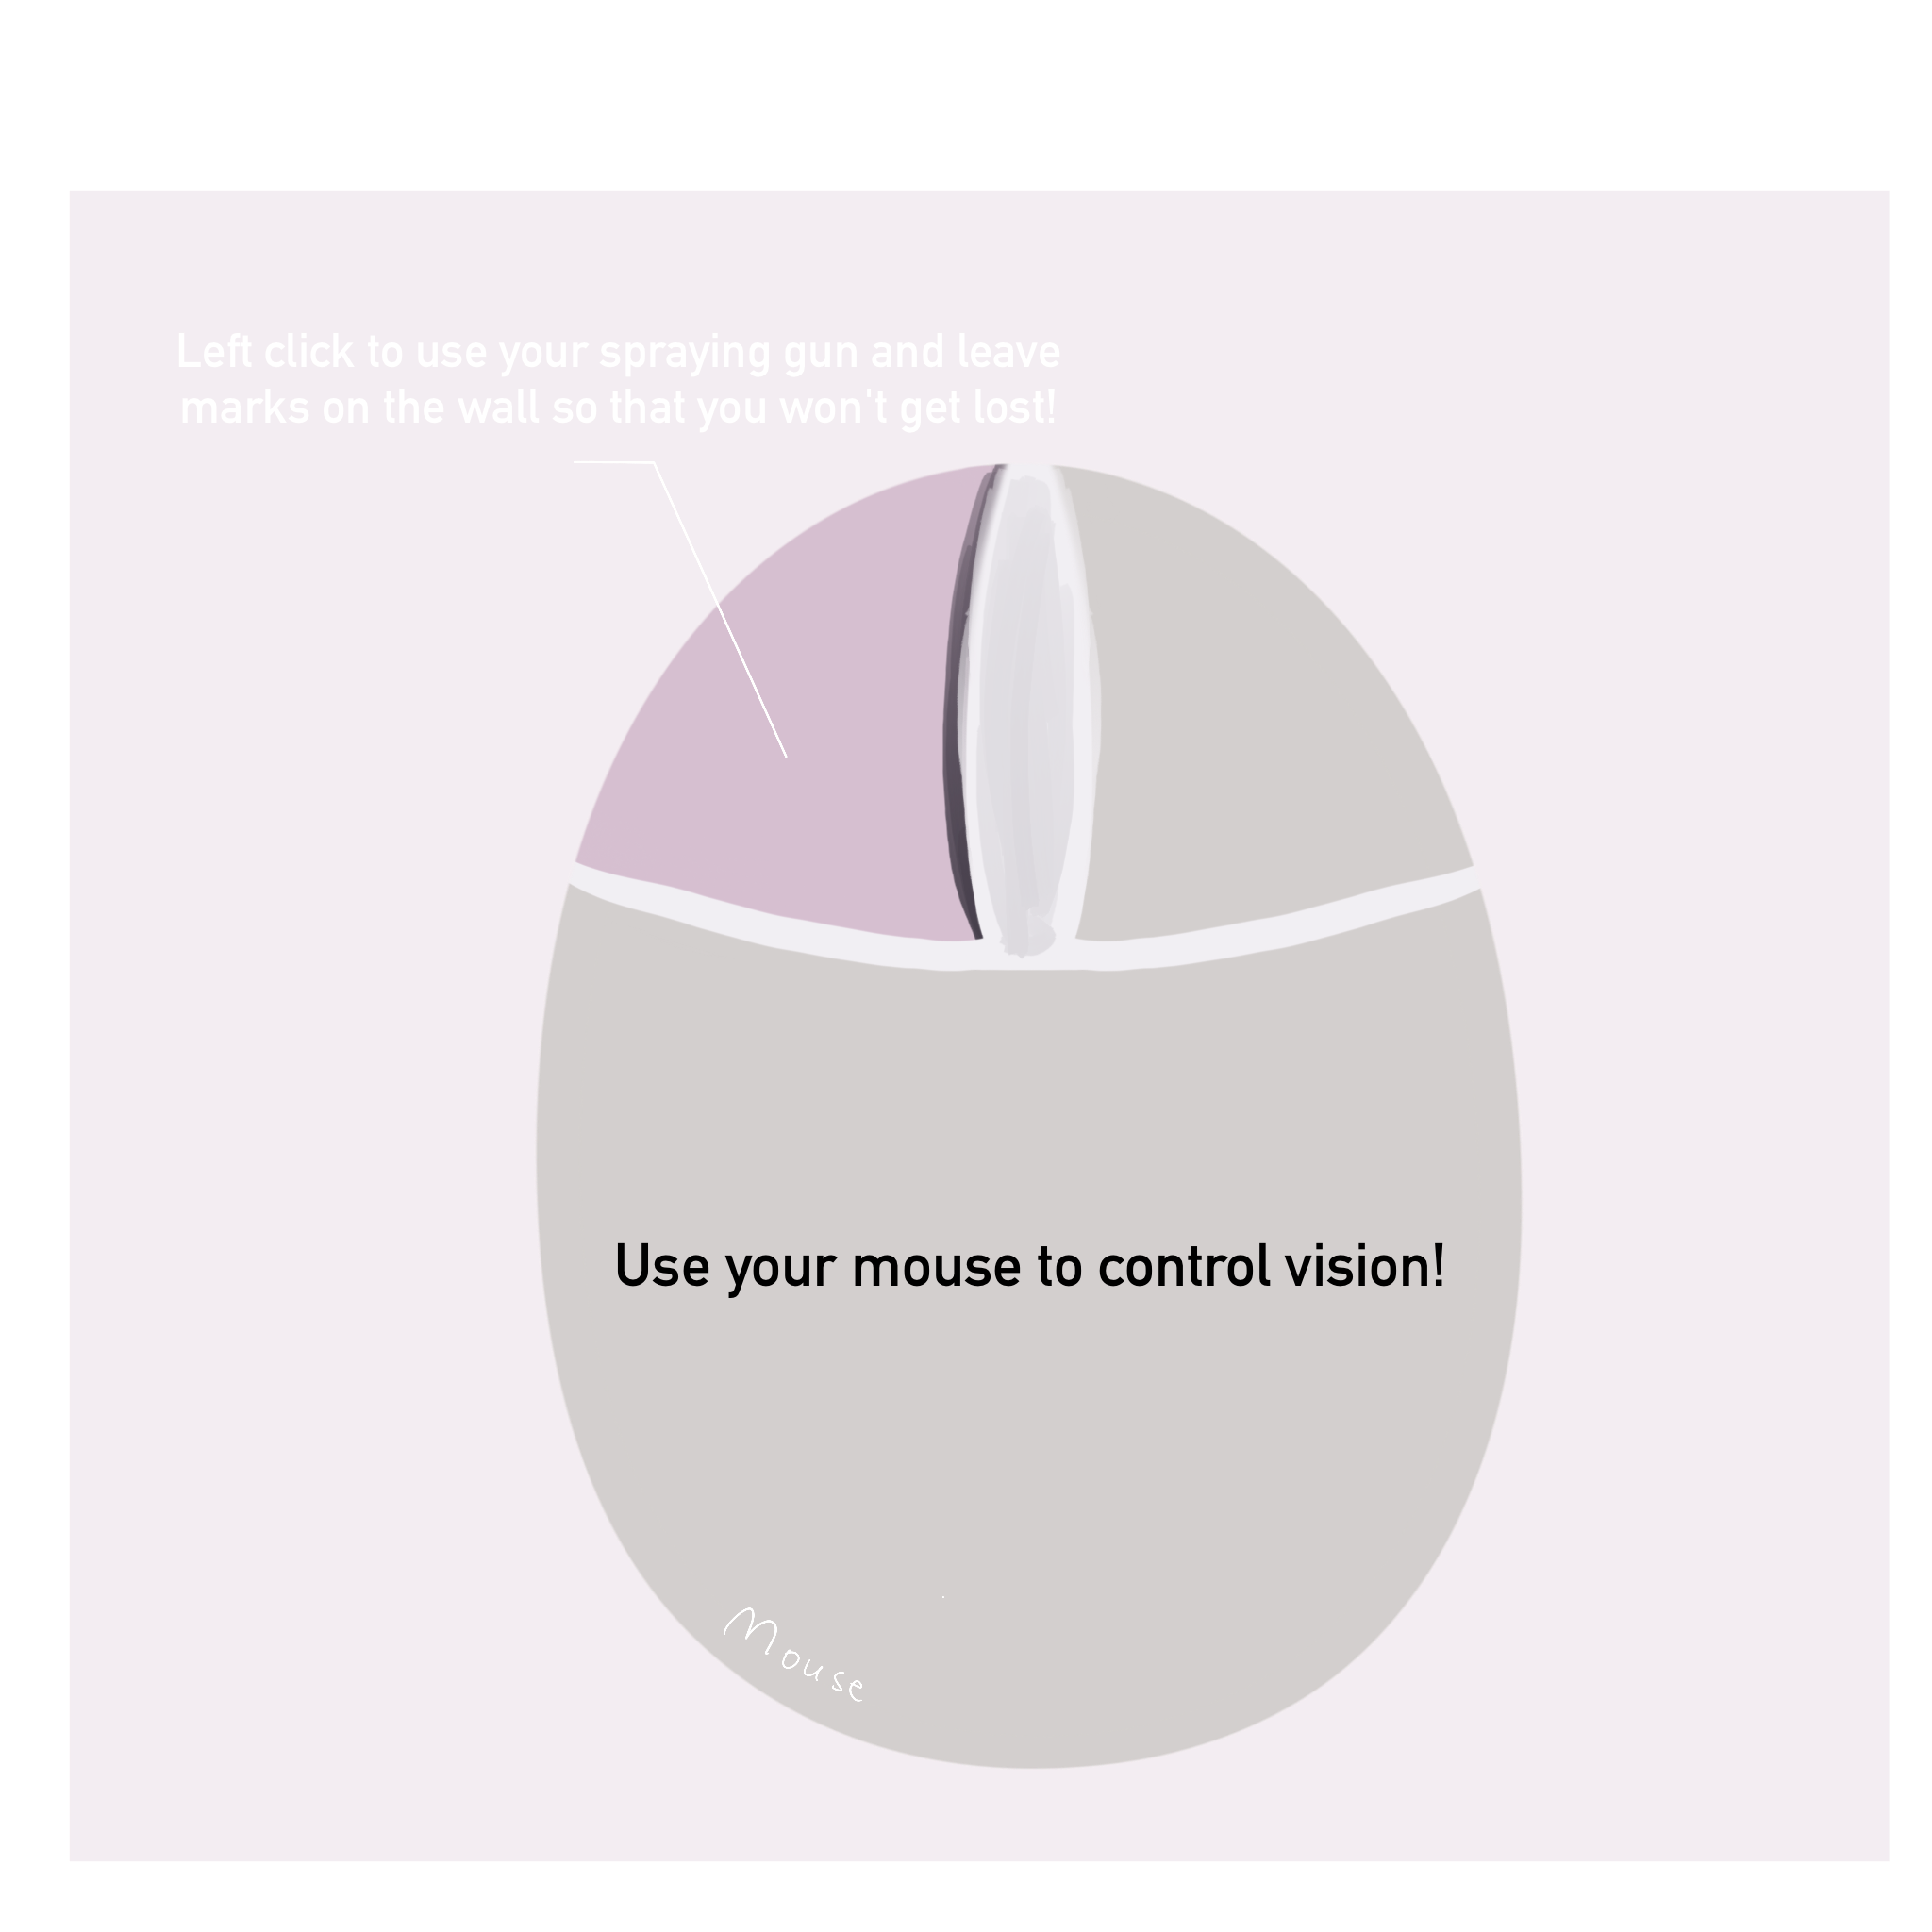 Left click to use your spraying gun and leave
marks on the wall so that you won't get lost!
Use your mouse to control vision!
Mouse